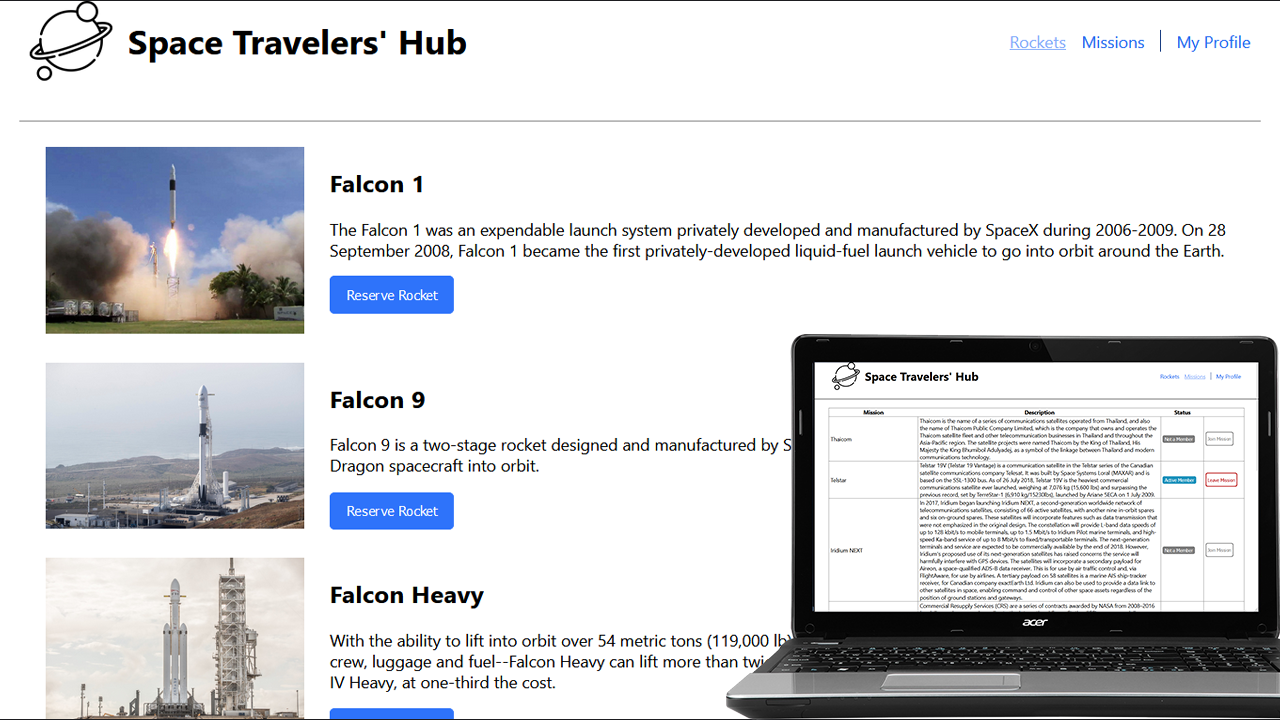 Space Travelers' Hub
Rockets Missions My Profile
Falcon 1
The Falcon 1 was an expendable launch system privately developed and manufactured by SpaceX during 2006-2009. On 28
September 2008, Falcon 1 became the first privately-developed liquid-fuel launch vehicle to go into orbit around the Earth.
Reserve Rocket
Falcon 9
Falcon 9 is a two-stage rocket designed and manufactured by S
Dragon spacecraft into orbit.
Reserve Rocket
Falcon Heavy
With the ability to lift into orbit over 54 metric tons (119,000 lb)
crew, luggage and fuel--Falcon Heavy can lift more than twi
IV Heavy, at one-third the cost.
Space Travelers' Hub
Rockets Missions My Profile
Mission Description Status
Thaicom
Thaicom is the name of a series of communications satellites operated from Thailand, and also
the name of Thaicom Public Company Limited, which is the company that owns and operates the
Thaicom satellite fleet and other telecommunication businesses in Thailand and throughout the
Asia-Pacific region. The satellite projects were named Thaicom by the King of Thailand, His
Majesty the King Bhumibol Adulyadej, as a symbol of the linkage between Thailand and modern
communications technology.
Not a Member
Join Mission
Telstar
Telstar 19V (Telstar 19 Vantage) is a communication satellite in the Telstar series of the Canadian
satellite communications company Telesat. It was built by Space Systems Loral (MAXAR) and is
based on the SSL-1300 bus. As of 26 July 2018, Telstar 19V is the heaviest commercial
communications satellite ever launched, weighing at 7,076 kg (15,600 lbs) and surpassing the
previous record, set by TerreStar-1 (6,910 kg/15230lbs), launched by Ariane 5ECA on 1 July 2009.
Active Member
Leave Mission
Iridium NEXT
In 2017, Iridium began launching Iridium NEXT, a second-generation worldwide network of
telecommunications satellites, consisting of 66 active satellites, with another nine in-orbit spares
and six on-ground spares. These satellites will incorporate features such as data transmission that
were not emphasized in the original design. The constellation will provide L-band data speeds of
up to 128 kbit/s to mobile terminals, up to 1.5 Mbit/s to Iridium Pilot marine terminals, and high-
speed Ka-band service of up to 8 Mbit/s to fixed/transportable terminals. The next-generation
terminals and service are expected to be commercially available by the end of 2018. However,
Iridium's proposed use of its next-generation satellites has raised concerns the service will
harmfully interfere with GPS devices. The satellites will incorporate a secondary payload for
Aireon, a space-qualified ADS-B data receiver. This is for use by air traffic control and, via
FlightAware, for use by airlines. A tertiary payload on 58 satellites is a marine AIS ship-tracker
receiver, for Canadian company exactEarth Ltd. Iridium can also be used to provide a data link to
other satellites in space, enabling command and control of other space assets regardless of the
position of ground stations and gateways.
Not a Member
Join Mission
Commercial Resupply Services (CRS) are a series of contracts awarded by NASA from 2008–2016
acer